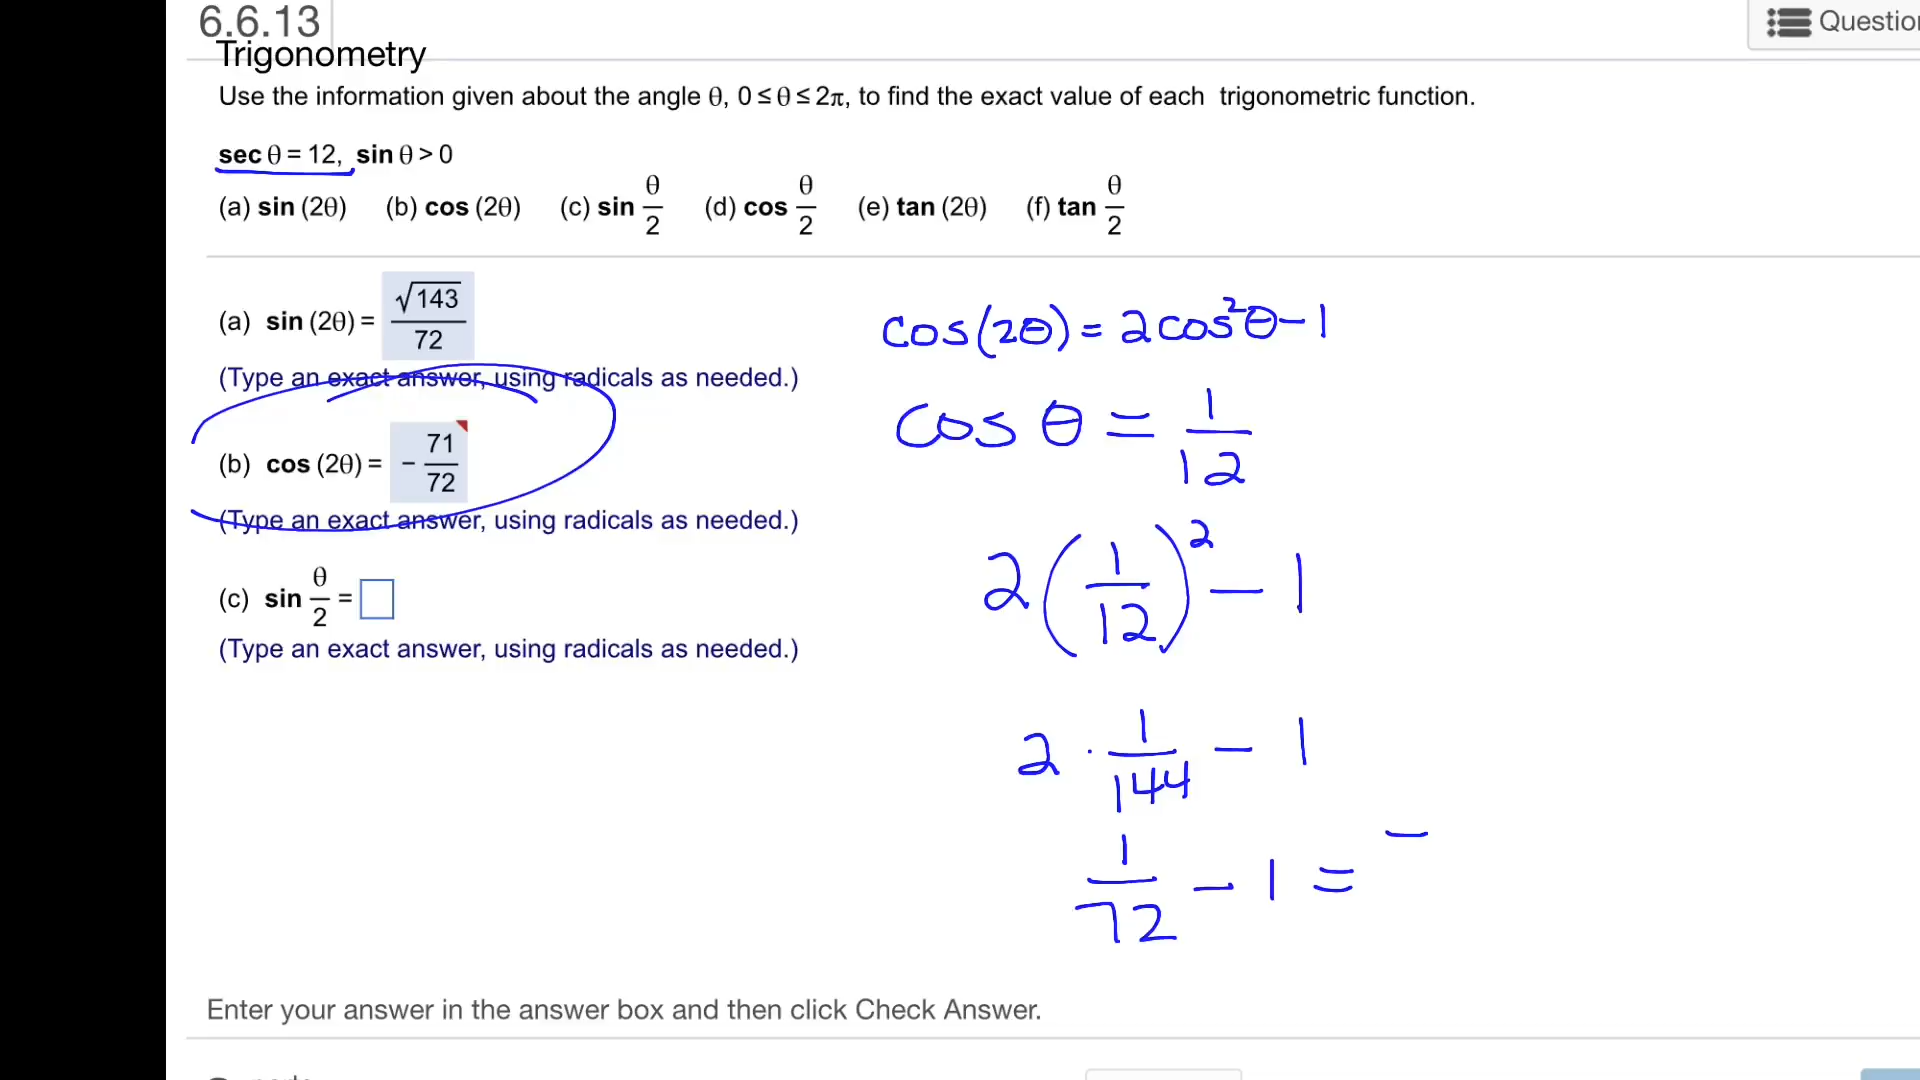 6.6.13
Questio
Trigonometry
Use the information given about the angle θ, 0 ≤ θ ≤ 2π, to find the exact value of each trigonometric function.
sec θ = 12, sin θ > 0
(a) sin (2θ) (b) cos (2θ) (c) sin θ/2 (d) cos θ/2 (e) tan (2θ) (f) tan θ/2
(a) sin (2θ) = √143/72
(Type an exact answer, using radicals as needed.)
(b) cos (2θ) = - 71/72
(Type an exact answer, using radicals as needed.)
(c) sin θ/2 =
(Type an exact answer, using radicals as needed.)
cos(2θ) = 2cos²θ - 1
cos θ = 1/12
2(1/12)² - 1
2 · 1/144 - 1
1/72 - 1 = -
Enter your answer in the answer box and then click Check Answer.